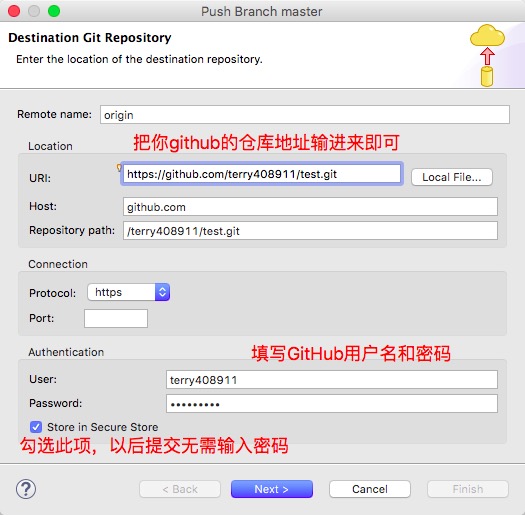 Push Branch master
Destination Git Repository
Enter the location of the destination repository.
Remote name: origin
把你github的仓库地址输进来即可
Location
URI: https://github.com/terry408911/test.git Local File...
Host: github.com
Repository path: /terry408911/test.git
Connection
Protocol: https
Port:
填写GitHub用户名和密码
Authentication
User: terry408911
Password: •••••••••
Store in Secure Store
勾选此项，以后提交无需输入密码
? < Back Next > Cancel Finish